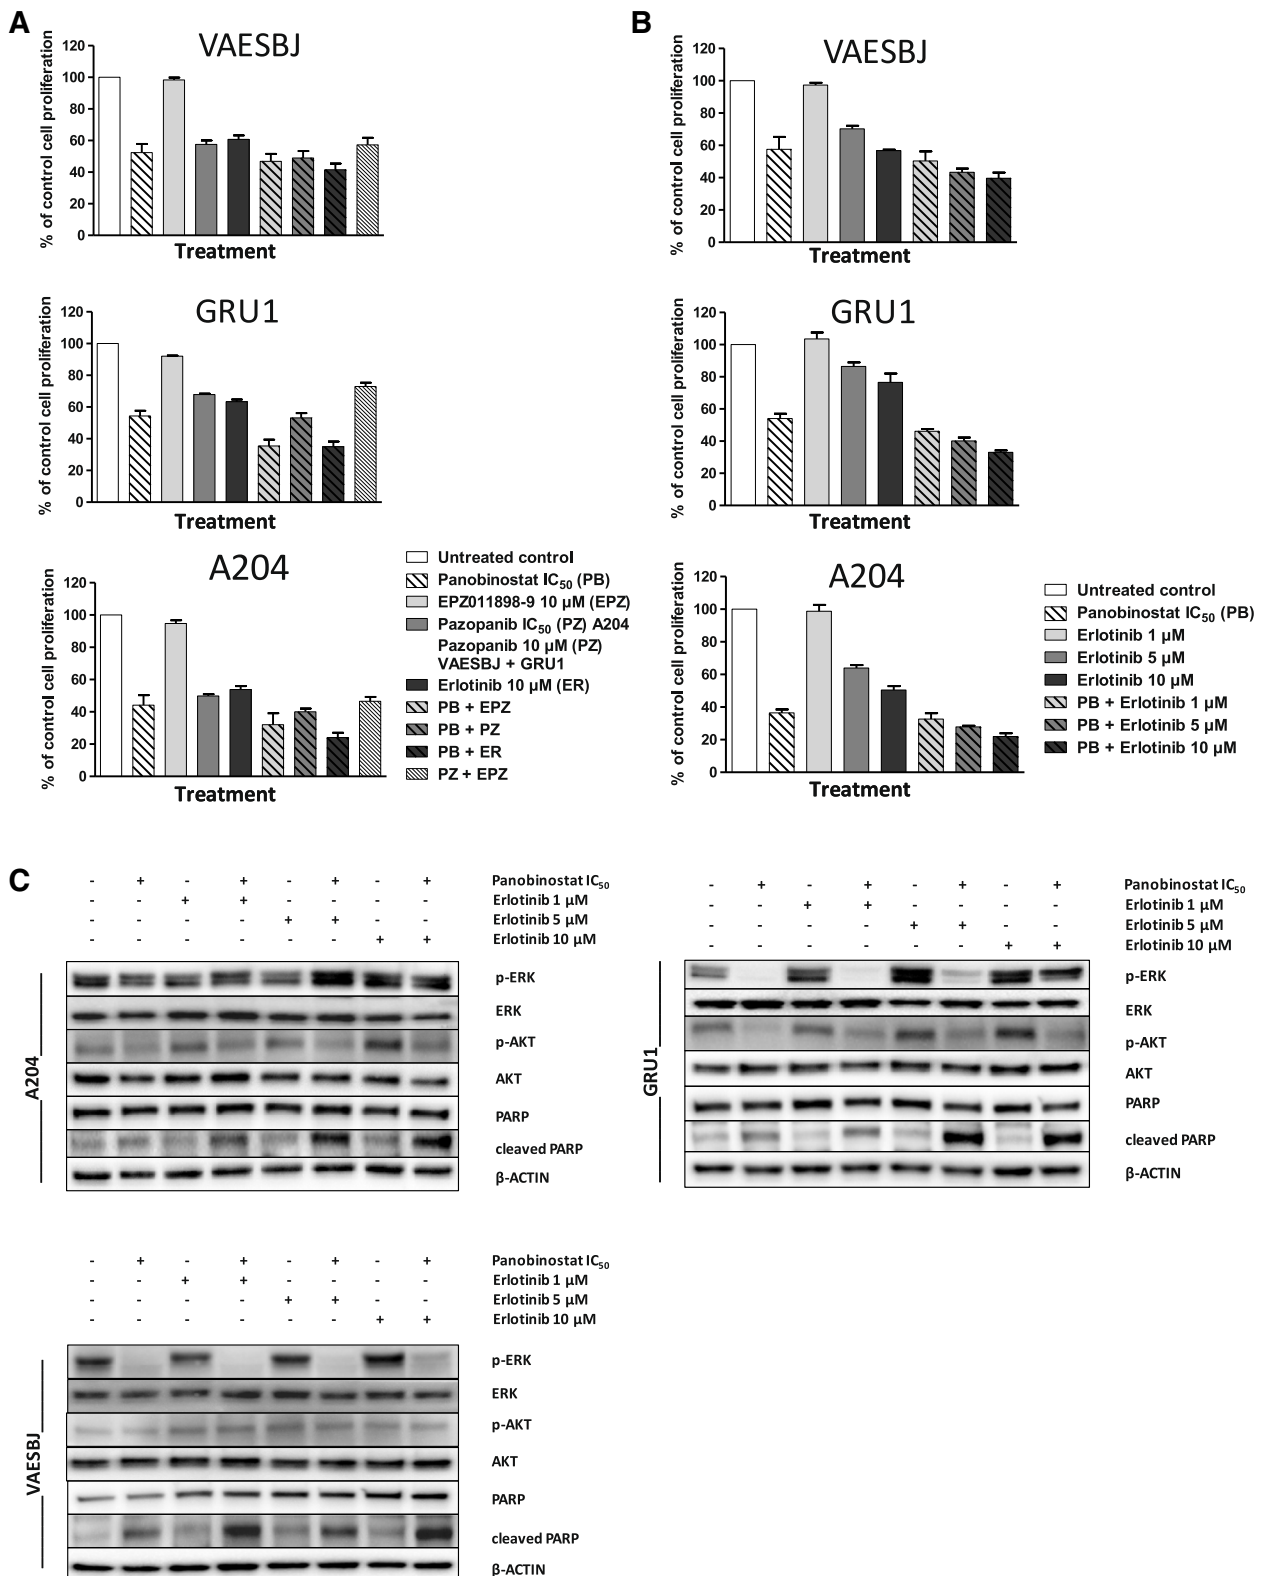 A
VAESBJ
% of control cell proliferation
120
100
80
60
40
20
0
Treatment
GRU1
% of control cell proliferation
120
100
80
60
40
20
0
Treatment
A204
% of control cell proliferation
120
100
80
60
40
20
0
Treatment
Untreated control
Panobinostat IC50 (PB)
EPZ011898-9 10 µM (EPZ)
Pazopanib IC50 (PZ) A204
Pazopanib 10 µM (PZ)
VAESBJ + GRU1
Erlotinib 10 µM (ER)
PB + EPZ
PB + PZ
PB + ER
PZ + EPZ
B
VAESBJ
% of control cell proliferation
120
100
80
60
40
20
0
Treatment
GRU1
% of control cell proliferation
120
100
80
60
40
20
0
Treatment
A204
% of control cell proliferation
120
100
80
60
40
20
0
Treatment
Untreated control
Panobinostat IC50 (PB)
Erlotinib 1 µM
Erlotinib 5 µM
Erlotinib 10 µM
PB + Erlotinib 1 µM
PB + Erlotinib 5 µM
PB + Erlotinib 10 µM
C
- + - + - + - + Panobinostat IC50
- - + + - - - - Erlotinib 1 µM
- - - - + + - - Erlotinib 5 µM
- - - - - - + + Erlotinib 10 µM
A204
p-ERK
ERK
p-AKT
AKT
PARP
cleaved PARP
β-ACTIN
- + - + - + - + Panobinostat IC50
- - + + - - - - Erlotinib 1 µM
- - - - + + - - Erlotinib 5 µM
- - - - - - + + Erlotinib 10 µM
GRU1
p-ERK
ERK
p-AKT
AKT
PARP
cleaved PARP
β-ACTIN
- + - + - + - + Panobinostat IC50
- - + + - - - - Erlotinib 1 µM
- - - - + + - - Erlotinib 5 µM
- - - - - - + + Erlotinib 10 µM
VAESBJ
p-ERK
ERK
p-AKT
AKT
PARP
cleaved PARP
β-ACTIN